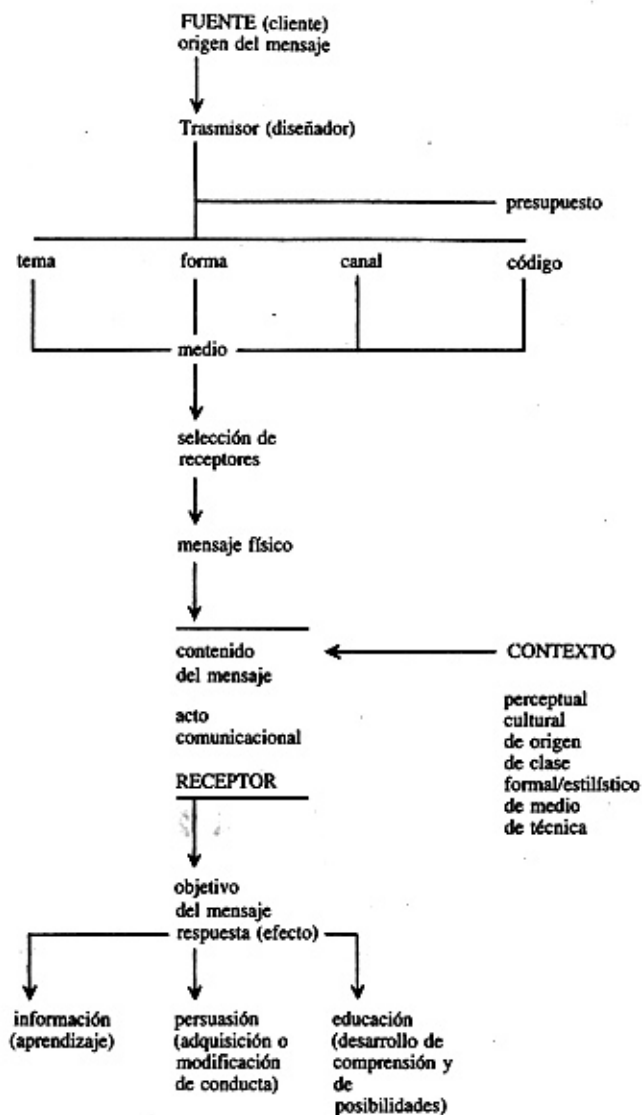 FUENTE (cliente)
origen del mensaje
Trasmisor (diseñador)
presupuesto
tema forma canal código
medio
selección de
receptores
mensaje físico
contenido
del mensaje
CONTEXTO
acto
comunicacional
perceptual
cultural
de origen
de clase
formal/estilístico
de medio
de técnica
RECEPTOR
objetivo
del mensaje
respuesta (efecto)
información
(aprendizaje)
persuasión
(adquisición o
modificación
de conducta)
educación
(desarrollo de
comprensión y
de
posibilidades)